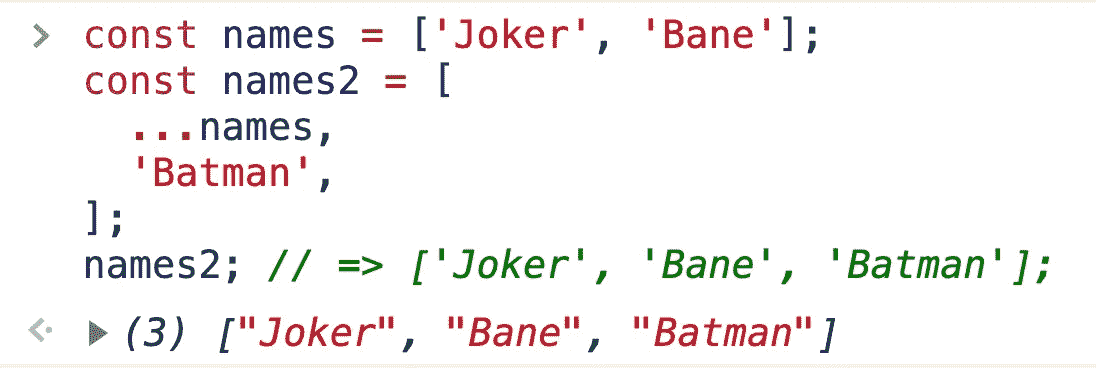 > const names = ['Joker', 'Bane'];
const names2 = [
  ...names,
  'Batman',
];
names2; // => ['Joker', 'Bane', 'Batman'];
(3) ["Joker", "Bane", "Batman"]